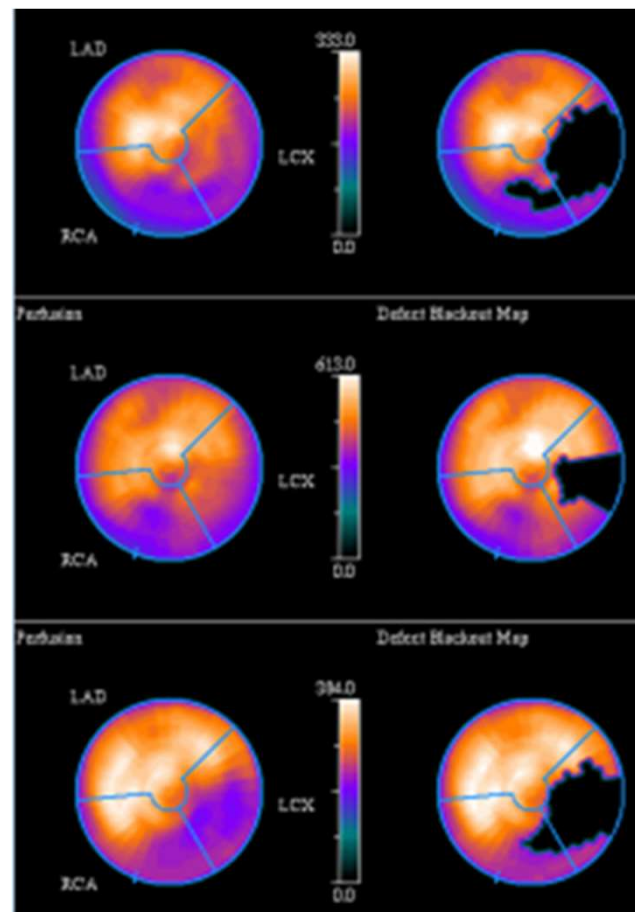 LAD
333.0
LCX
RCA
0.0
Perfusion
Defect Blackout Map
LAD
613.0
LCX
RCA
0.0
Perfusion
Defect Blackout Map
LAD
384.0
LCX
RCA
0.0